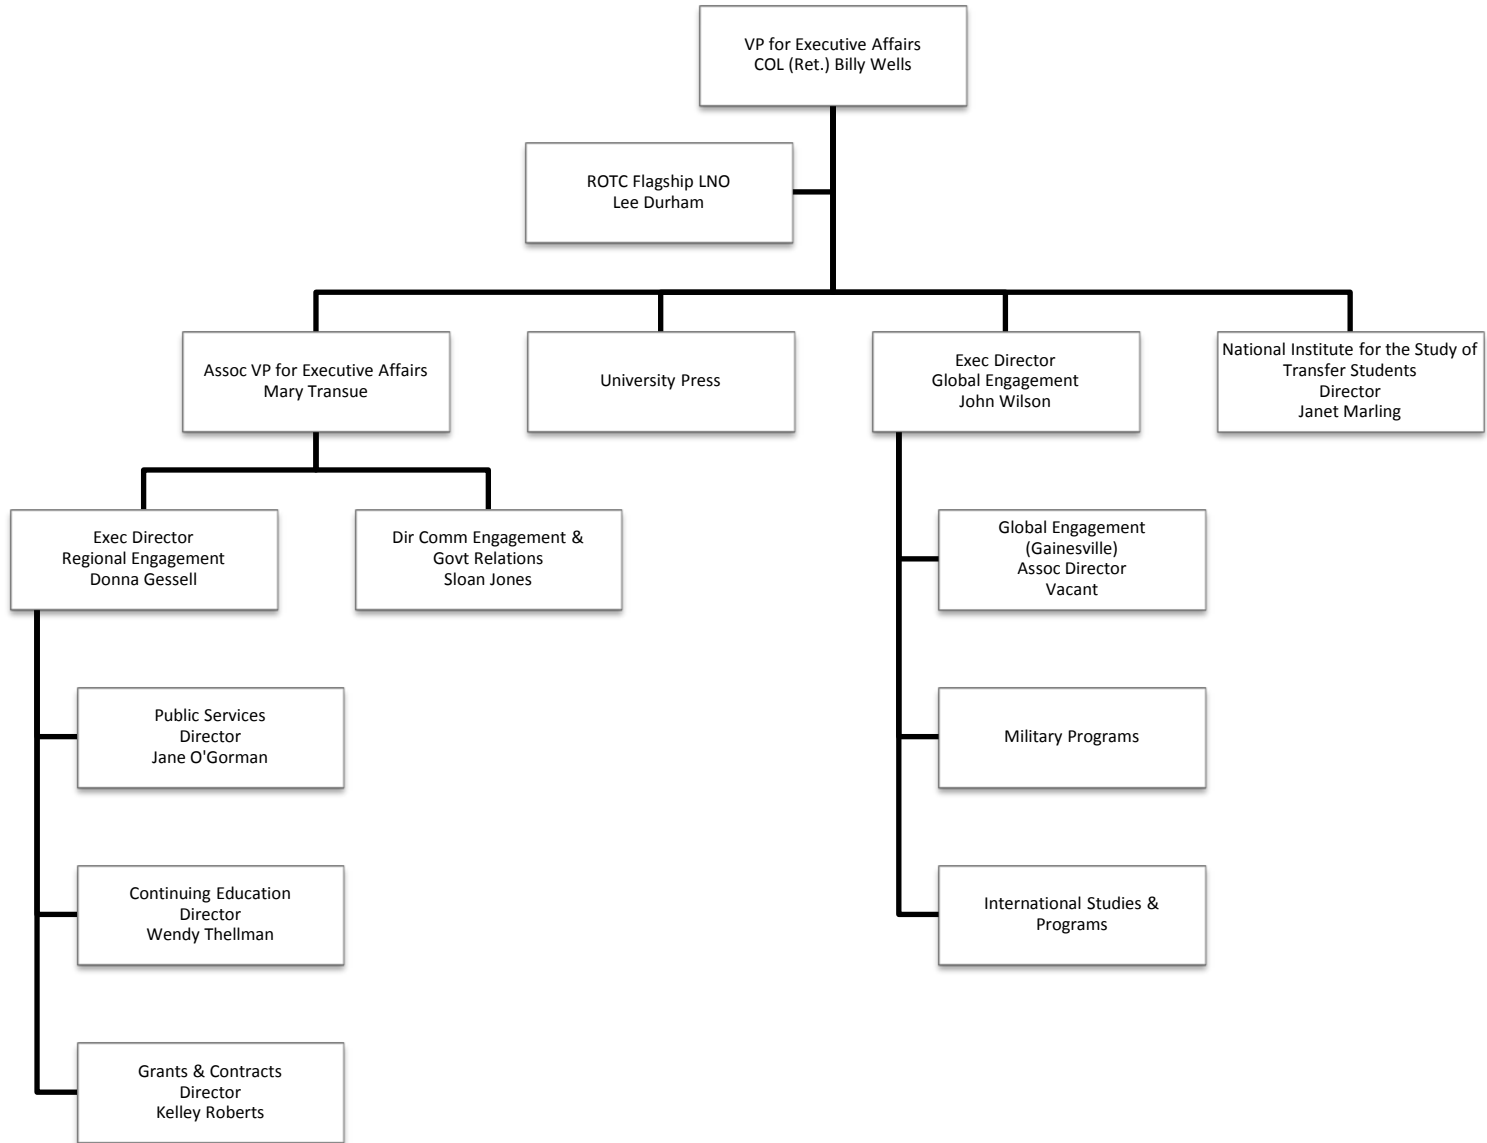 VP for Executive Affairs
COL (Ret.) Billy Wells
ROTC Flagship LNO
Lee Durham
Assoc VP for Executive Affairs
Mary Transue
University Press
Exec Director
Global Engagement
John Wilson
National Institute for the Study of
Transfer Students
Director
Janet Marling
Exec Director
Regional Engagement
Donna Gessell
Dir Comm Engagement &
Govt Relations
Sloan Jones
Global Engagement
(Gainesville)
Assoc Director
Vacant
Public Services
Director
Jane O'Gorman
Military Programs
Continuing Education
Director
Wendy Thellman
International Studies &
Programs
Grants & Contracts
Director
Kelley Roberts